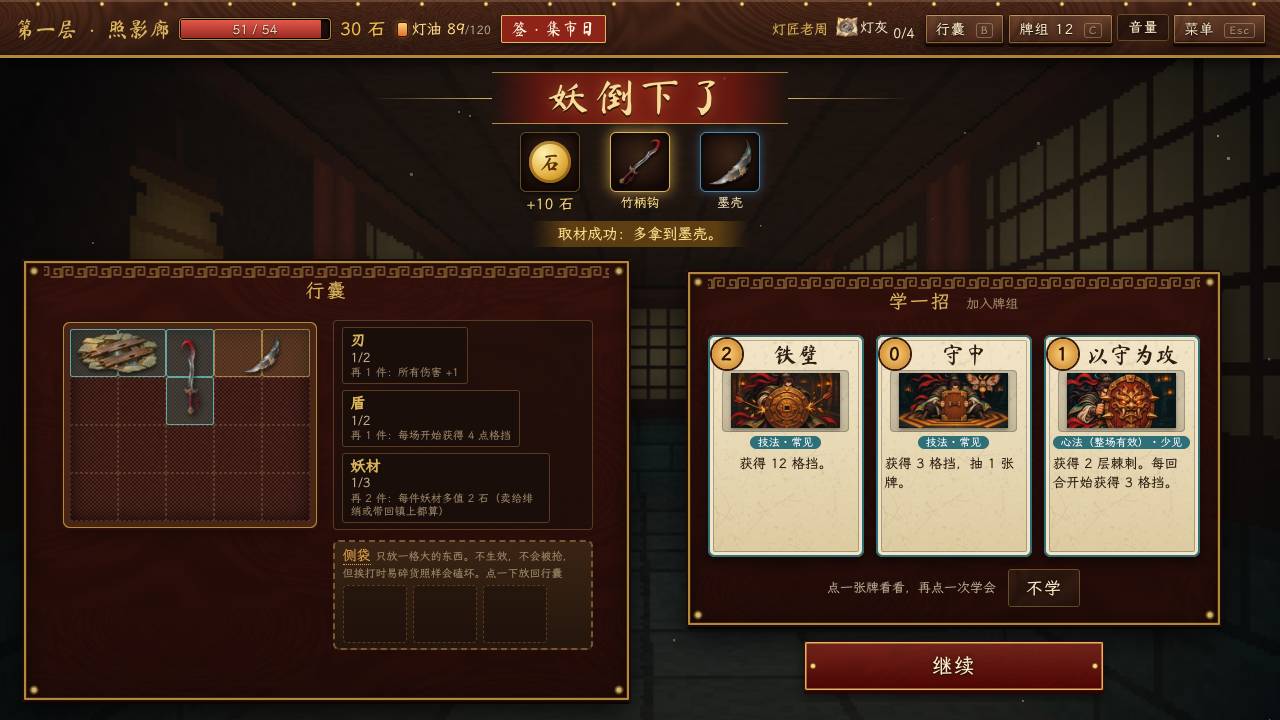 第一层 · 照影廊
51 / 54
30 石
灯油 89/120
签 · 集市日
灯匠老周
灯灰 0/4
行囊 B
牌组 12 C
音量
菜单 Esc
妖倒下了
石
+10 石
竹柄钩
墨壳
取材成功：多拿到墨壳。
行囊
刃
1/2
再 1 件：所有伤害 +1
盾
1/2
再 1 件：每场开始获得 4 点格挡
妖材
1/3
再 2 件：每件妖材多值 2 石（卖给绯
绡或带回镇上都算）
侧袋 只放一格大的东西。不生效，不会被抢，
但挨打时易碎货照样会磕坏。点一下放回行囊
学一招 加入牌组
2 铁壁
技法·常见
获得 12 格挡。
0 守中
技法·常见
获得 3 格挡，抽 1 张
牌。
1 以守为攻
心法（整场有效）·少见
获得 2 层棘刺。每回
合开始获得 3 格挡。
点一张牌看看，再点一次学会
不学
继续